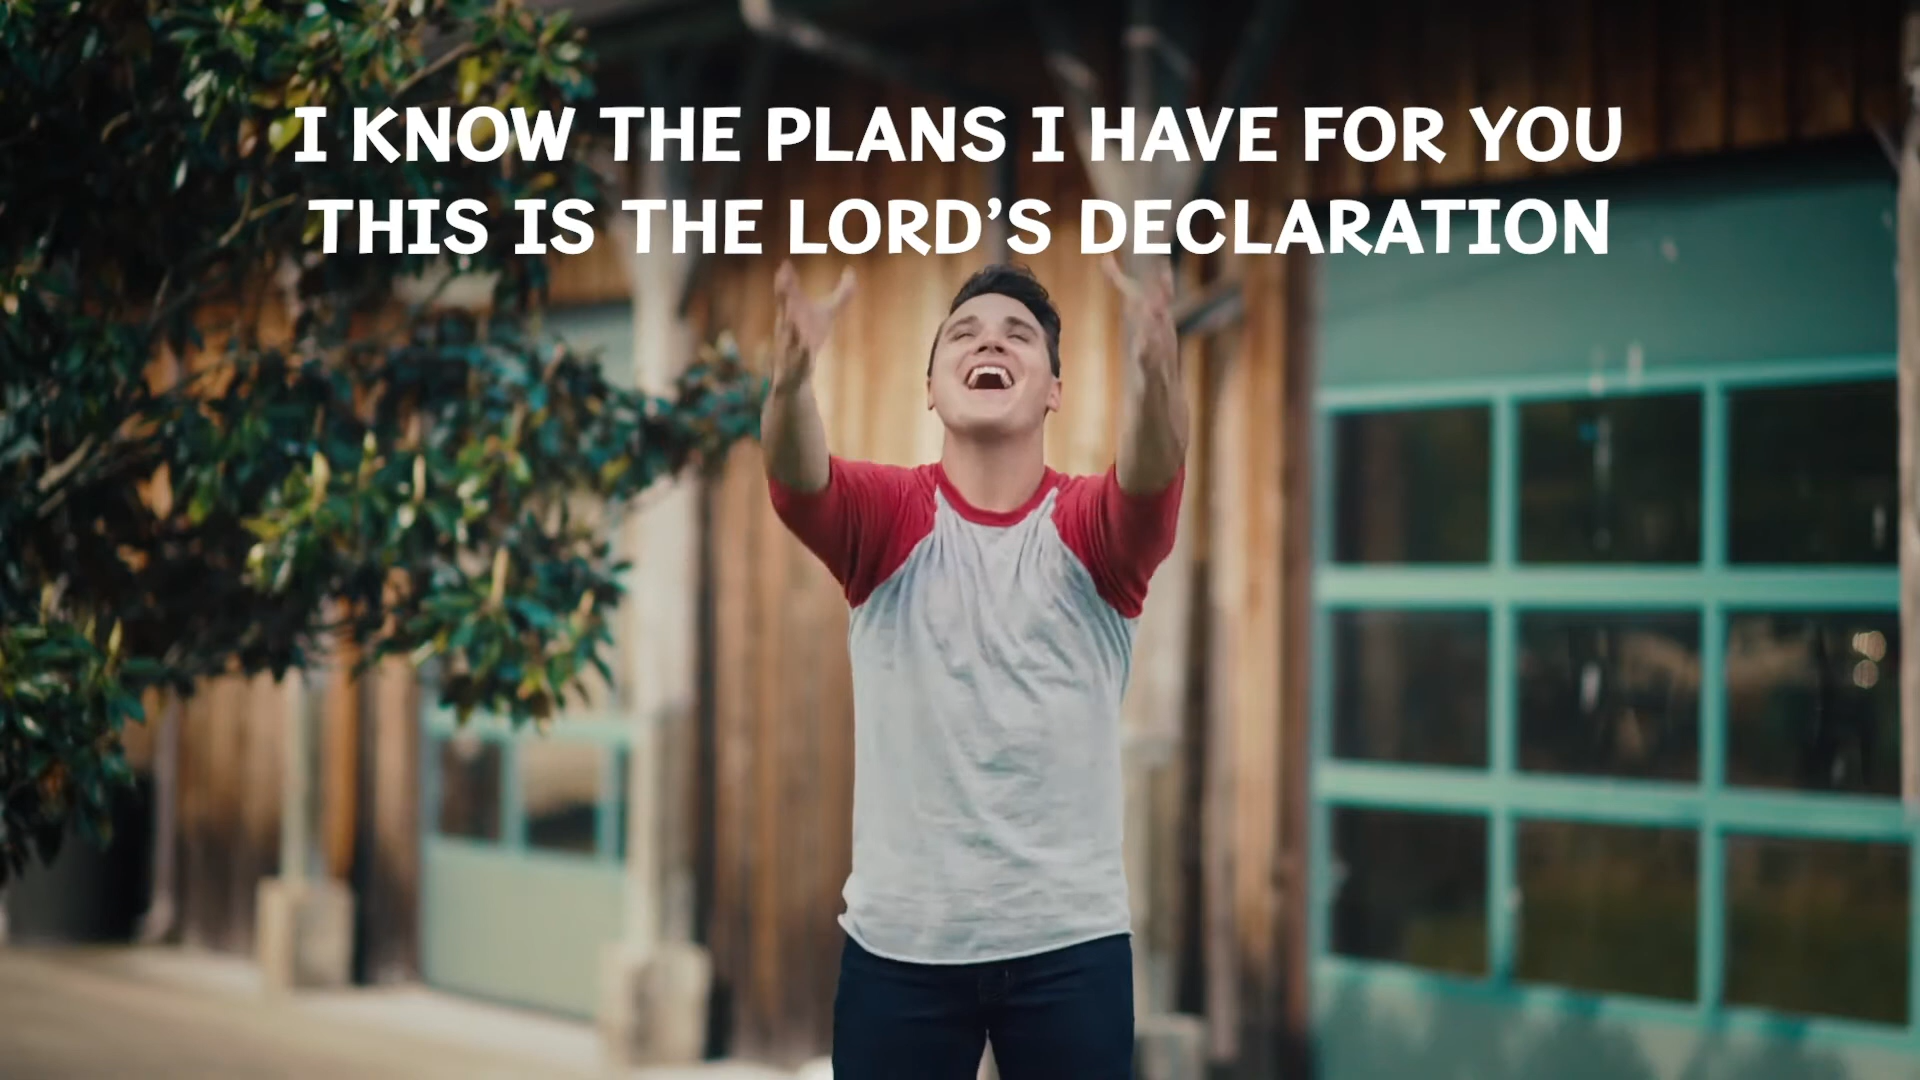 I KNOW THE PLANS I HAVE FOR YOU
THIS IS THE LORD’S DECLARATION